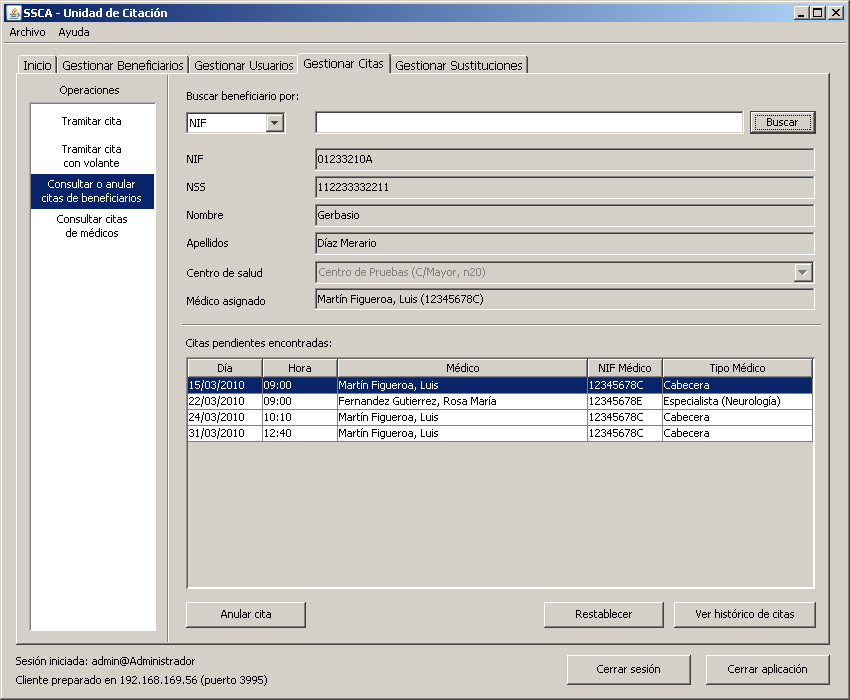 SSCA - Unidad de Citación
Archivo Ayuda
Inicio Gestionar Beneficiarios Gestionar Usuarios Gestionar Citas Gestionar Sustituciones
Operaciones
Tramitar cita
Tramitar cita
con volante
Consultar o anular
citas de beneficiarios
Consultar citas
de médicos
Buscar beneficiario por:
NIF Buscar
NIF 01233210A
NSS 112233332211
Nombre Gerbasio
Apellidos Díaz Merario
Centro de salud Centro de Pruebas (C/Mayor, n20)
Médico asignado Martín Figueroa, Luis (12345678C)
Citas pendientes encontradas:
Día Hora Médico NIF Médico Tipo Médico
15/03/2010 09:00 Martín Figueroa, Luis 12345678C Cabecera
22/03/2010 09:00 Fernandez Gutierrez, Rosa María 12345678E Especialista (Neurología)
24/03/2010 10:10 Martín Figueroa, Luis 12345678C Cabecera
31/03/2010 12:40 Martín Figueroa, Luis 12345678C Cabecera
Anular cita Restablecer Ver histórico de citas
Sesión iniciada: admin@Administrador
Cliente preparado en 192.168.169.56 (puerto 3995)
Cerrar sesión Cerrar aplicación